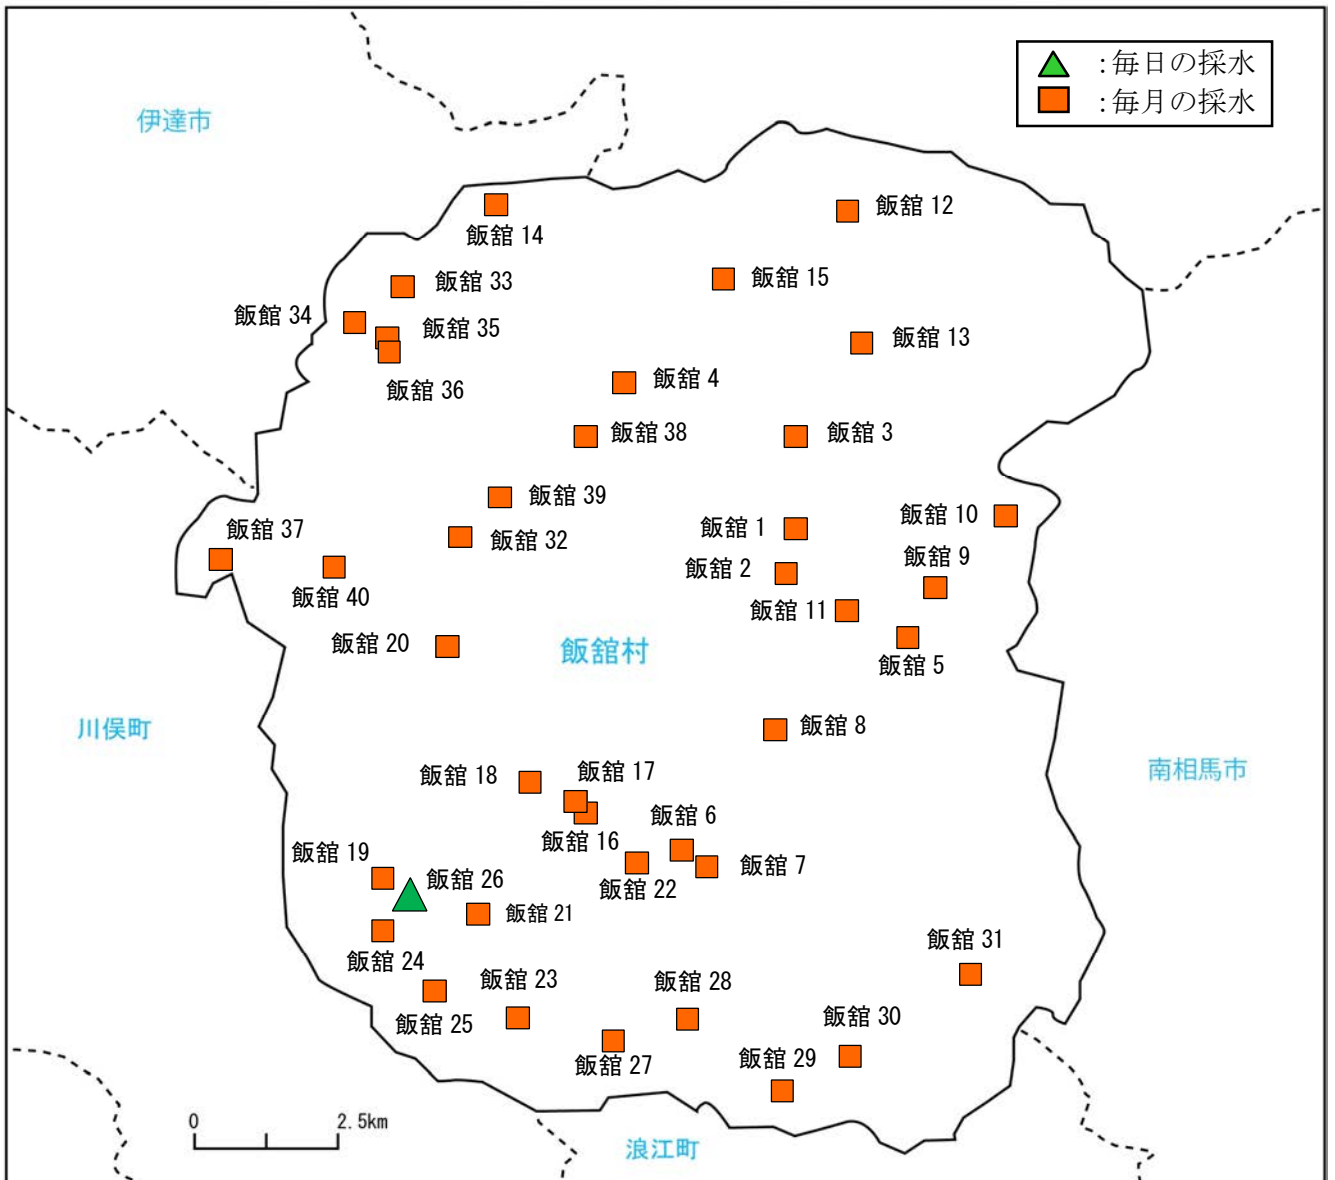 :毎日の採水
:毎月の採水
伊達市
飯舘 12
飯舘 14
飯舘 15
飯舘 33
飯館 34
飯舘 35
飯舘 13
飯舘 36
飯舘 4
飯舘 38
飯舘 3
飯舘 39
飯舘 10
飯舘 37
飯舘 1
飯舘 32
飯舘 9
飯舘 2
飯舘 40
飯舘 11
飯舘 20
飯舘村
飯舘 5
川俣町
飯舘 8
南相馬市
飯舘 18
飯舘 17
飯舘 6
飯舘 16
飯舘 19
飯舘 7
飯舘 26
飯舘 22
飯舘 21
飯舘 31
飯舘 24
飯舘 23
飯舘 28
飯舘 25
飯舘 30
飯舘 27
飯舘 29
0
2.5km
浪江町